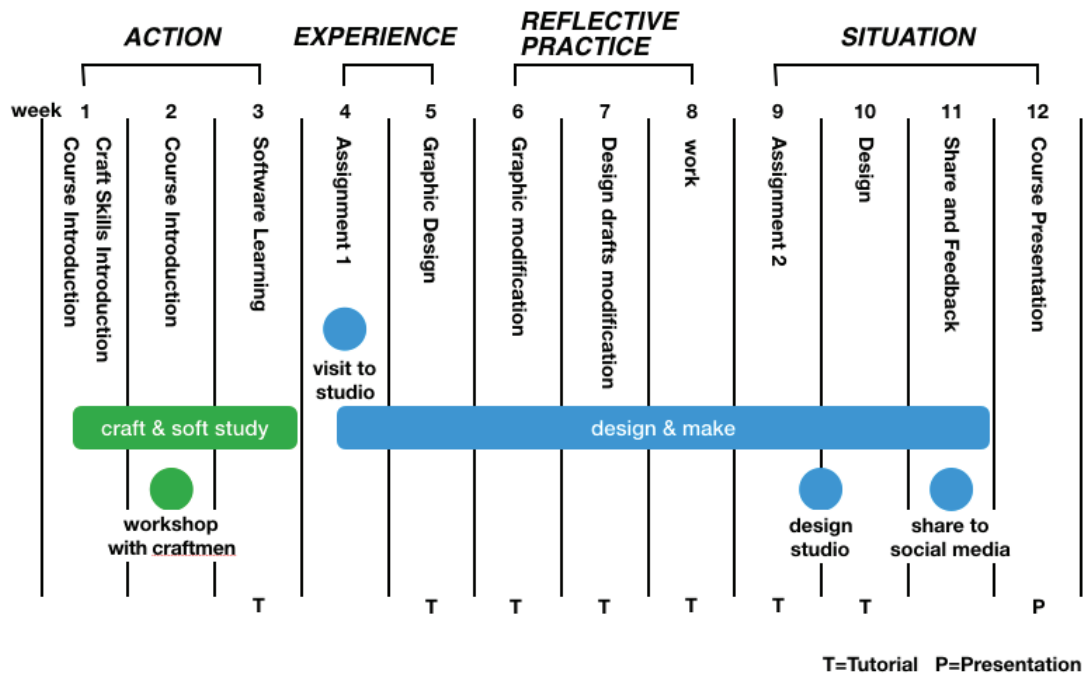 ACTION
EXPERIENCE
REFLECTIVE
PRACTICE
SITUATION
week 1 2 3 4 5 6 7 8 9 10 11 12
Course Introduction
Craft Skills Introduction
Course Introduction
Software Learning
Assignment 1
Graphic Design
Graphic modification
Design drafts modification
work
Assignment 2
Design
Share and Feedback
Course Presentation
visit to
studio
craft & soft study
design & make
workshop
with craftmen
design
studio
share to
social media
T T T T T T T P
T=Tutorial P=Presentation